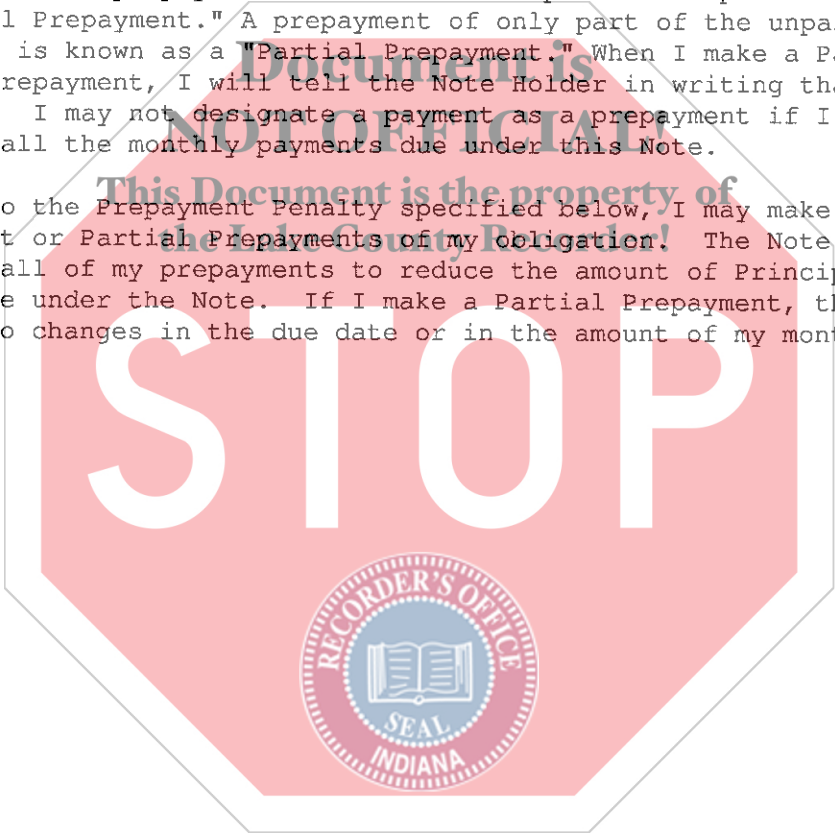 l Prepayment." A prepayment of only part of the unpa
is known as a "Partial Prepayment." When I make a P
repayment, I will tell the Note Holder in writing tha
I may not designate a payment as a prepayment if I
all the monthly payments due under this Note.
o the Prepayment Penalty specified below, I may make
t or Partial Prepayments of my obligation. The Note
all of my prepayments to reduce the amount of Princip
e under the Note. If I make a Partial Prepayment, th
o changes in the due date or in the amount of my mont
Document is
NOT OFFICIAL!
This Document is the property of
the Lake County Recorder!
STOP
RECORDER'S OFFICE
SEAL
INDIANA